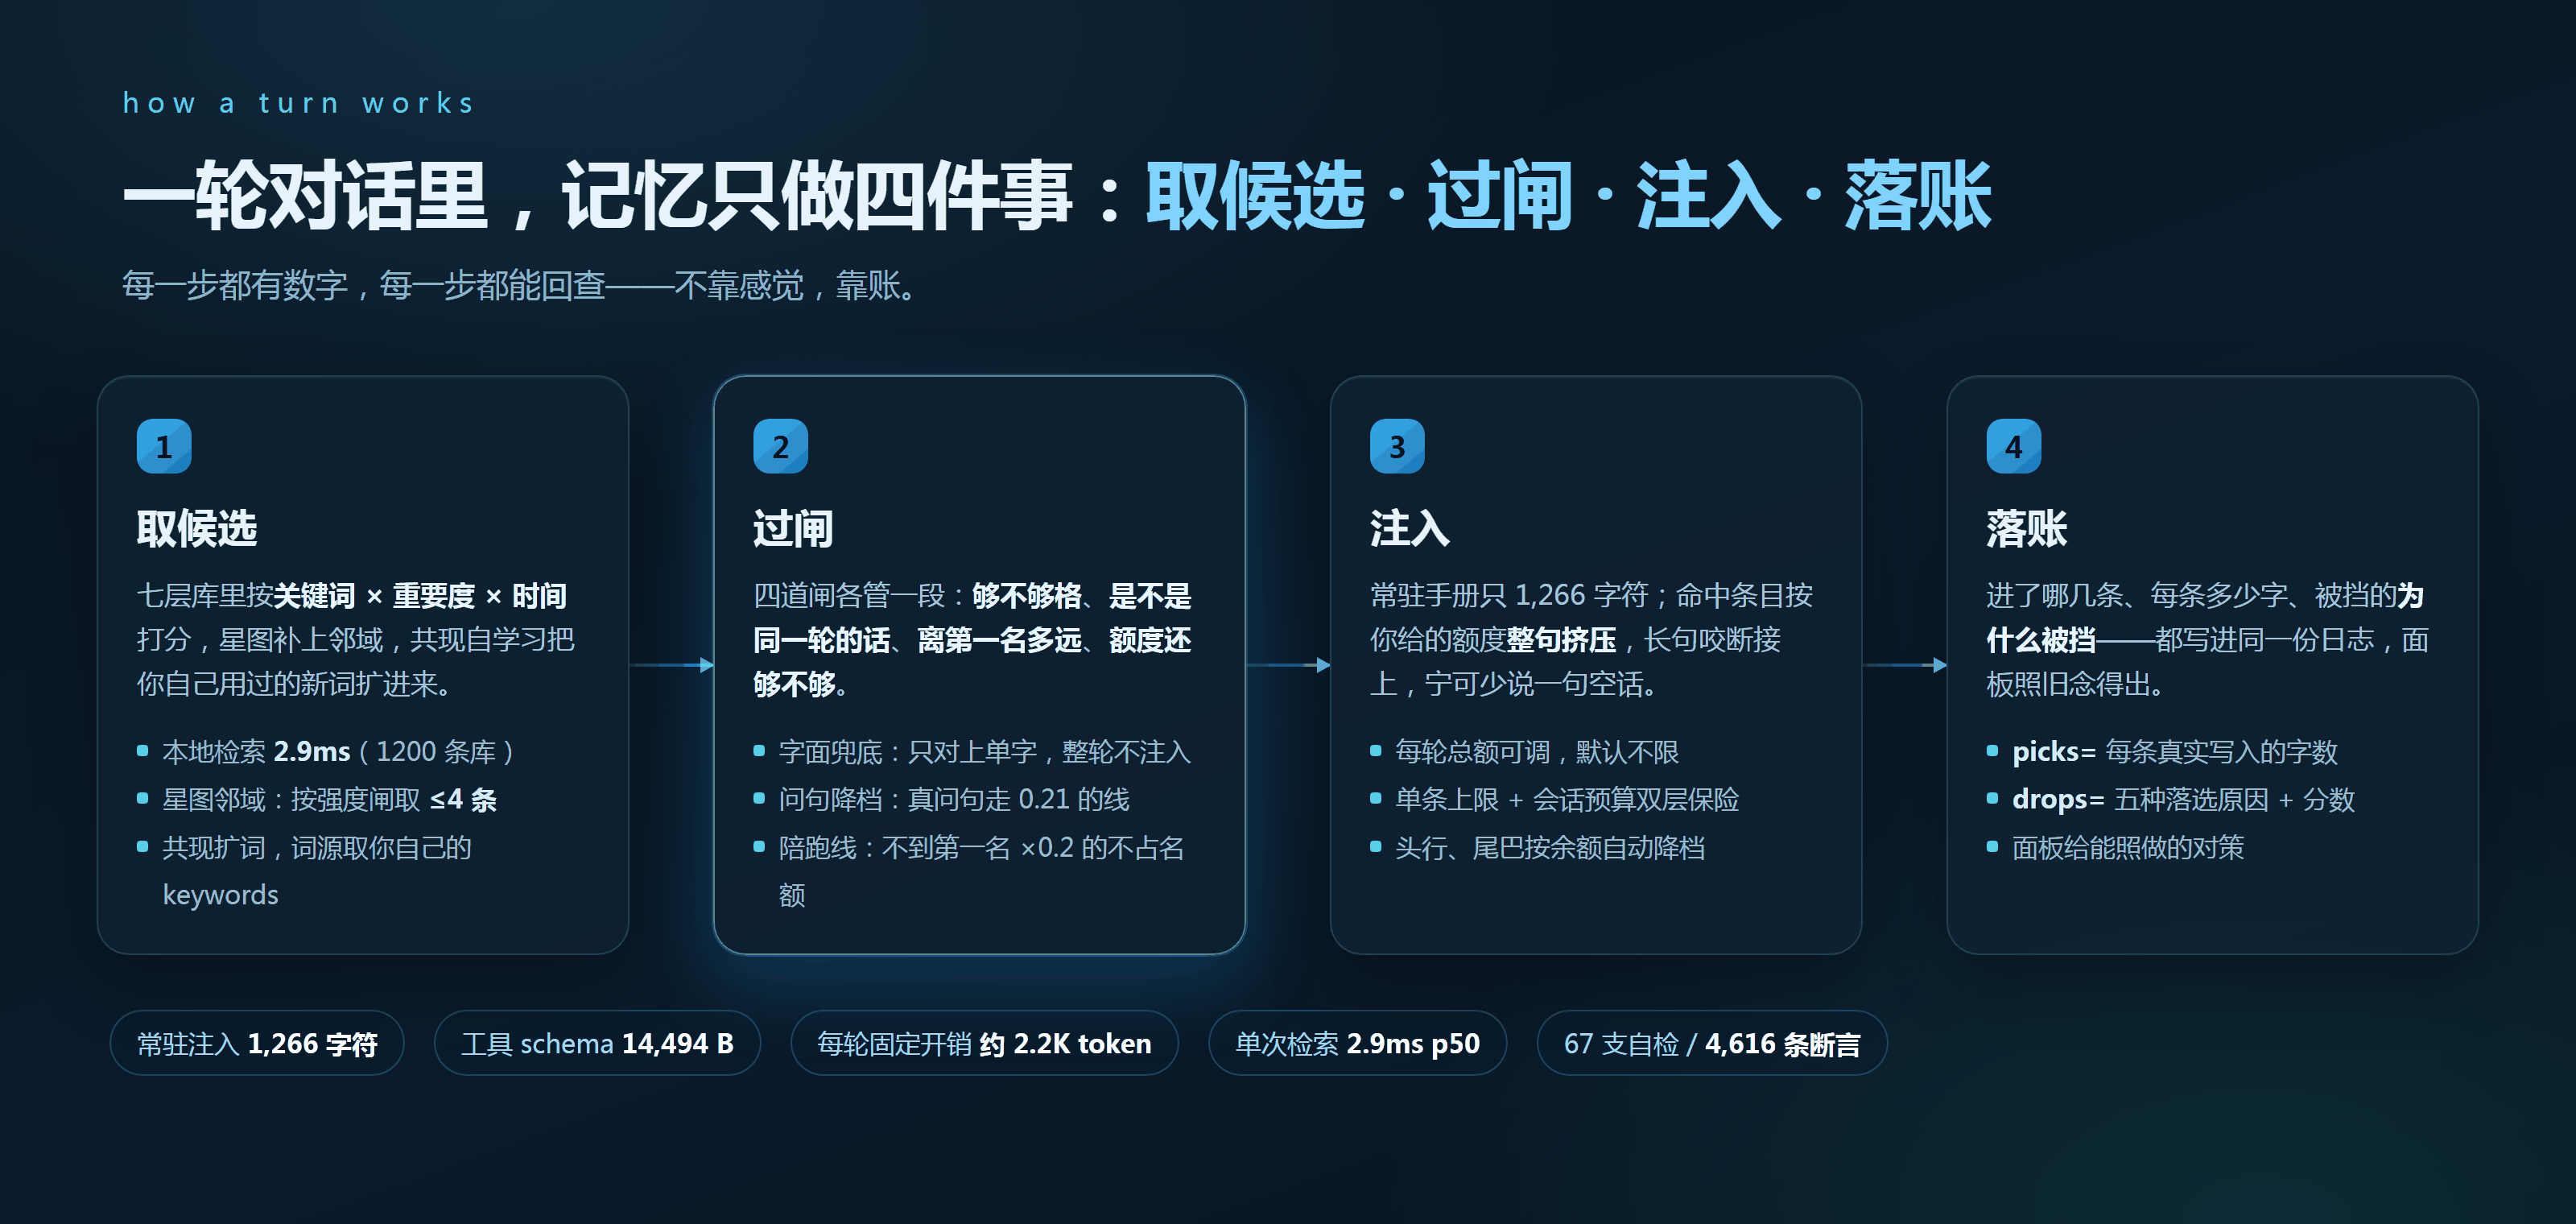 how a turn works
一轮对话里，记忆只做四件事：取候选 · 过闸 · 注入 · 落账
每一步都有数字，每一步都能回查——不靠感觉，靠账。
1
取候选
七层库里按关键词 × 重要度 × 时间
打分，星图补上邻域，共现自学习把
你自己用过的新词扩进来。
本地检索 2.9ms（1200 条库）
星图邻域：按强度闸取 ≤4 条
共现扩词，词源取你自己的
keywords
2
过闸
四道闸各管一段：够不够格、是不是
同一轮的话、离第一名多远、额度还
够不够。
字面兜底：只对上单字，整轮不注入
问句降档：真问句走 0.21 的线
陪跑线：不到第一名 ×0.2 的不占名
额
3
注入
常驻手册只 1,266 字符；命中条目按
你给的额度整句挤压，长句咬断接
上，宁可少说一句空话。
每轮总额可调，默认不限
单条上限 + 会话预算双层保险
头行、尾巴按余额自动降档
4
落账
进了哪几条、每条多少字、被挡的为
什么被挡——都写进同一份日志，面
板照旧念得出。
picks= 每条真实写入的字数
drops= 五种落选原因 + 分数
面板给能照做的对策
常驻注入 1,266 字符
工具 schema 14,494 B
每轮固定开销 约 2.2K token
单次检索 2.9ms p50
67 支自检 / 4,616 条断言